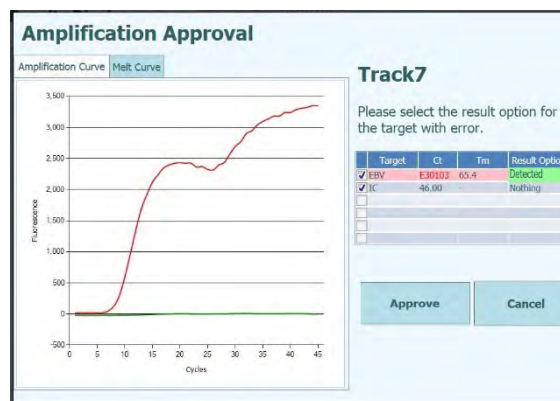 Amplification Approval
Amplification Curve Melt Curve
Track7
Please select the result option for
the target with error.
Target Ct Tm Result Optio
EBV E30103 65.4 Detected
IC 46.00 - Nothing
Approve Cancel
3,500
3,000
2,500
2,000
1,500
1,000
500
0
-500
Fluorescence
0 5 10 15 20 25 30 35 40 45
Cycles